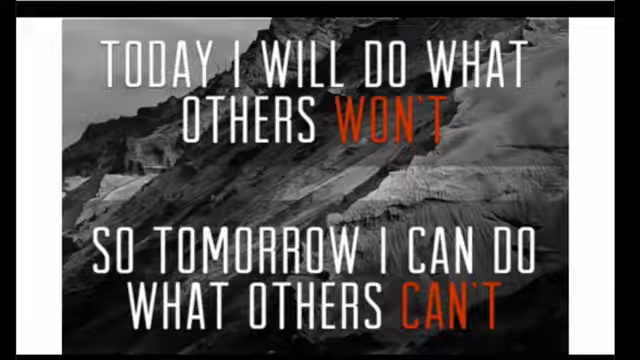 TODAY I WILL DO WHAT
OTHERS WON'T
SO TOMORROW I CAN DO
WHAT OTHERS CAN'T